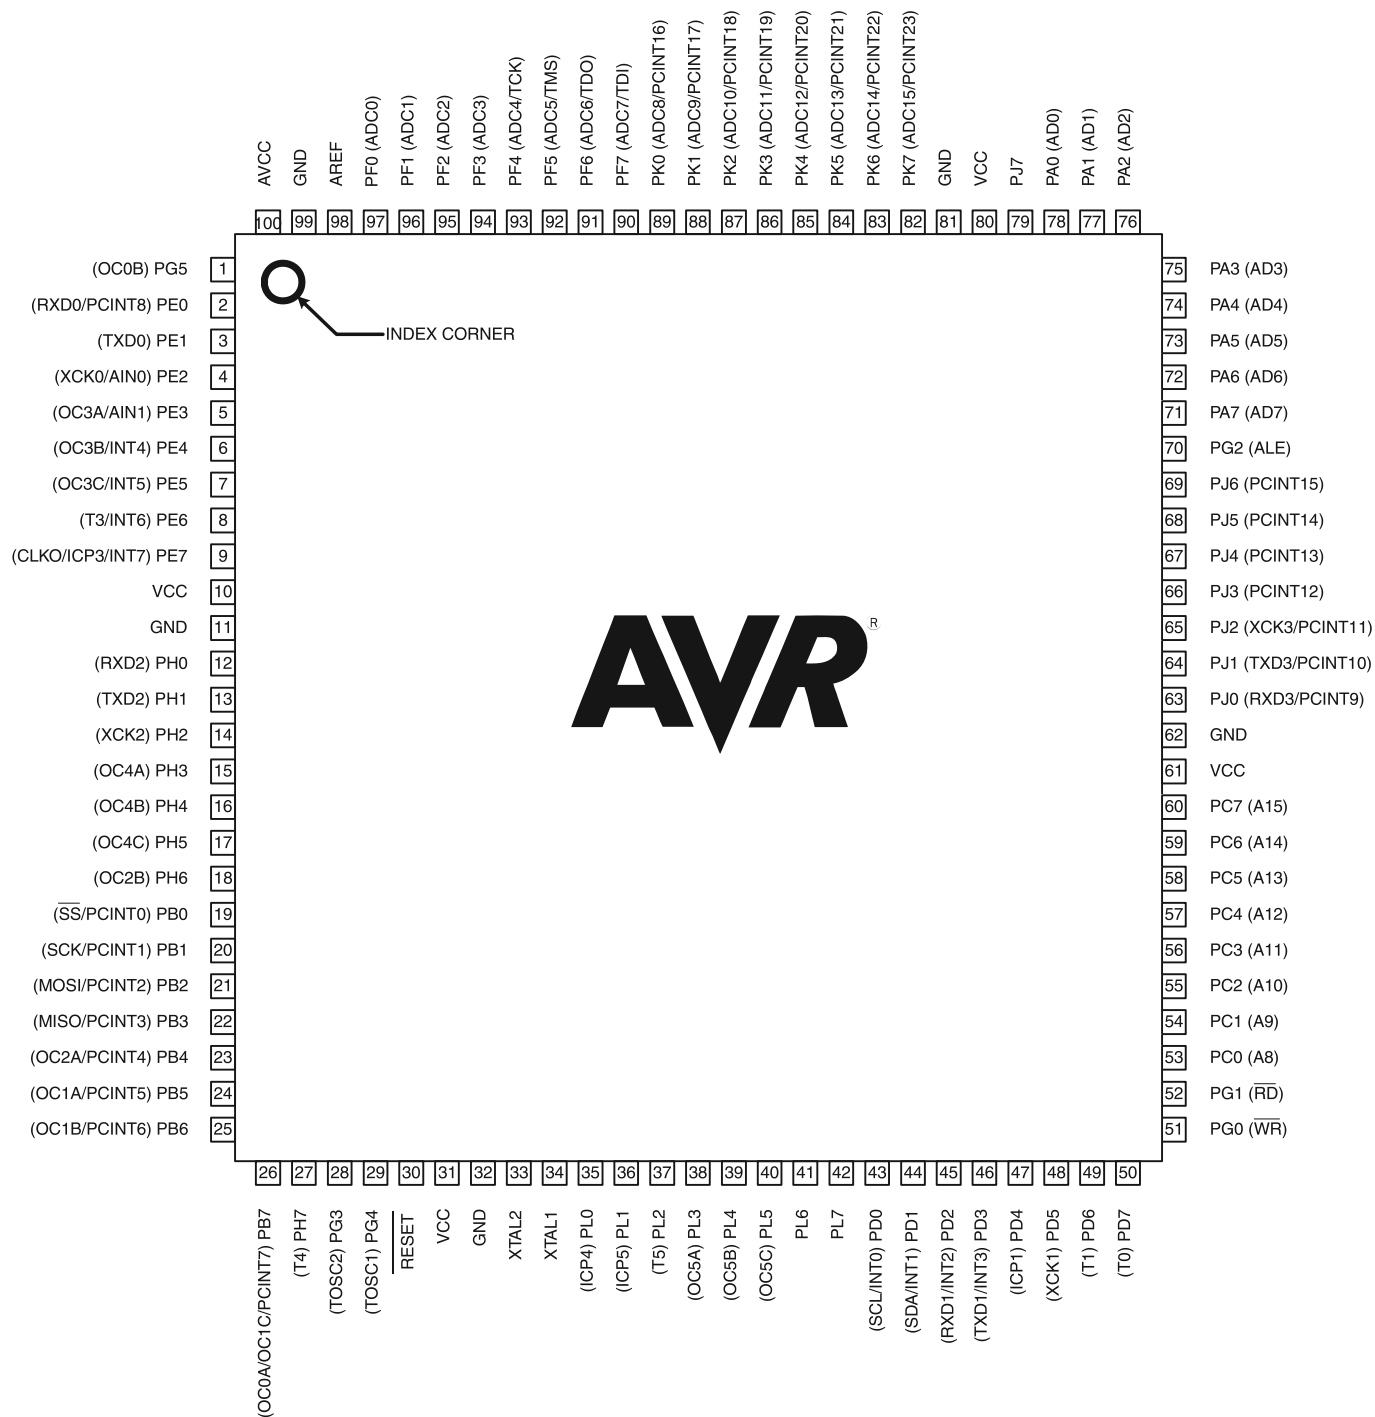 AVCC
GND
AREF
PF0 (ADC0)
PF1 (ADC1)
PF2 (ADC2)
PF3 (ADC3)
PF4 (ADC4/TCK)
PF5 (ADC5/TMS)
PF6 (ADC6/TDO)
PF7 (ADC7/TDI)
PK0 (ADC8/PCINT16)
PK1 (ADC9/PCINT17)
PK2 (ADC10/PCINT18)
PK3 (ADC11/PCINT19)
PK4 (ADC12/PCINT20)
PK5 (ADC13/PCINT21)
PK6 (ADC14/PCINT22)
PK7 (ADC15/PCINT23)
GND
VCC
PJ7
PA0 (AD0)
PA1 (AD1)
PA2 (AD2)
100 99 98 97 96 95 94 93 92 91 90 89 88 87 86 85 84 83 82 81 80 79 78 77 76
(OC0B) PG5 1
(RXD0/PCINT8) PE0 2
(TXD0) PE1 3
(XCK0/AIN0) PE2 4
(OC3A/AIN1) PE3 5
(OC3B/INT4) PE4 6
(OC3C/INT5) PE5 7
(T3/INT6) PE6 8
(CLKO/ICP3/INT7) PE7 9
VCC 10
GND 11
(RXD2) PH0 12
(TXD2) PH1 13
(XCK2) PH2 14
(OC4A) PH3 15
(OC4B) PH4 16
(OC4C) PH5 17
(OC2B) PH6 18
(SS/PCINT0) PB0 19
(SCK/PCINT1) PB1 20
(MOSI/PCINT2) PB2 21
(MISO/PCINT3) PB3 22
(OC2A/PCINT4) PB4 23
(OC1A/PCINT5) PB5 24
(OC1B/PCINT6) PB6 25
INDEX CORNER
AVR®
75 PA3 (AD3)
74 PA4 (AD4)
73 PA5 (AD5)
72 PA6 (AD6)
71 PA7 (AD7)
70 PG2 (ALE)
69 PJ6 (PCINT15)
68 PJ5 (PCINT14)
67 PJ4 (PCINT13)
66 PJ3 (PCINT12)
65 PJ2 (XCK3/PCINT11)
64 PJ1 (TXD3/PCINT10)
63 PJ0 (RXD3/PCINT9)
62 GND
61 VCC
60 PC7 (A15)
59 PC6 (A14)
58 PC5 (A13)
57 PC4 (A12)
56 PC3 (A11)
55 PC2 (A10)
54 PC1 (A9)
53 PC0 (A8)
52 PG1 (RD)
51 PG0 (WR)
26 27 28 29 30 31 32 33 34 35 36 37 38 39 40 41 42 43 44 45 46 47 48 49 50
(OC0A/OC1C/PCINT7) PB7
(T4) PH7
(TOSC2) PG3
(TOSC1) PG4
RESET
VCC
GND
XTAL2
XTAL1
(ICP4) PL0
(ICP5) PL1
(T5) PL2
(OC5A) PL3
(OC5B) PL4
(OC5C) PL5
PL6
PL7
(SCL/INT0) PD0
(SDA/INT1) PD1
(RXD1/INT2) PD2
(TXD1/INT3) PD3
(ICP1) PD4
(XCK1) PD5
(T1) PD6
(T0) PD7